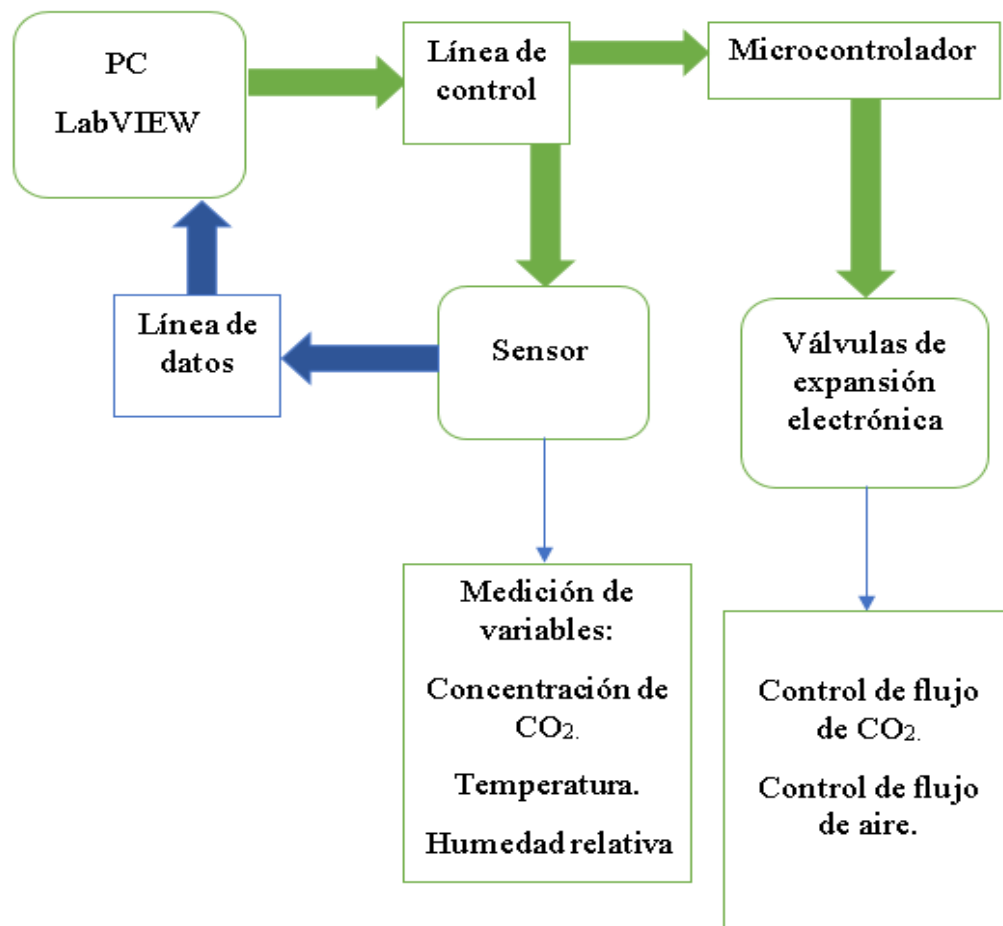 PC
LabVIEW
Línea de
control
Microcontrolador
Línea de
datos
Sensor
Válvulas de
expansión
electrónica
Medición de
variables:
Concentración de
CO₂.
Temperatura.
Humedad relativa
Control de flujo
de CO₂.
Control de flujo
de aire.